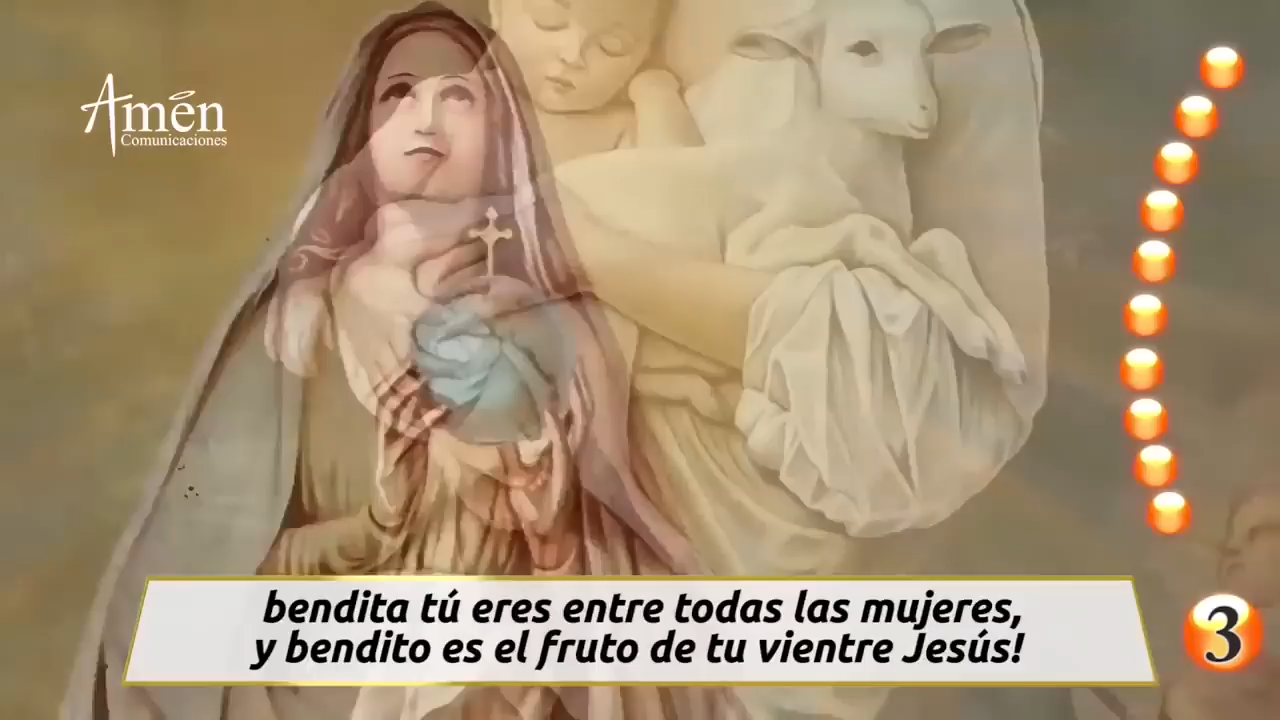 Amén
Comunicaciones
bendita tú eres entre todas las mujeres,
y bendito es el fruto de tu vientre Jesús!
3